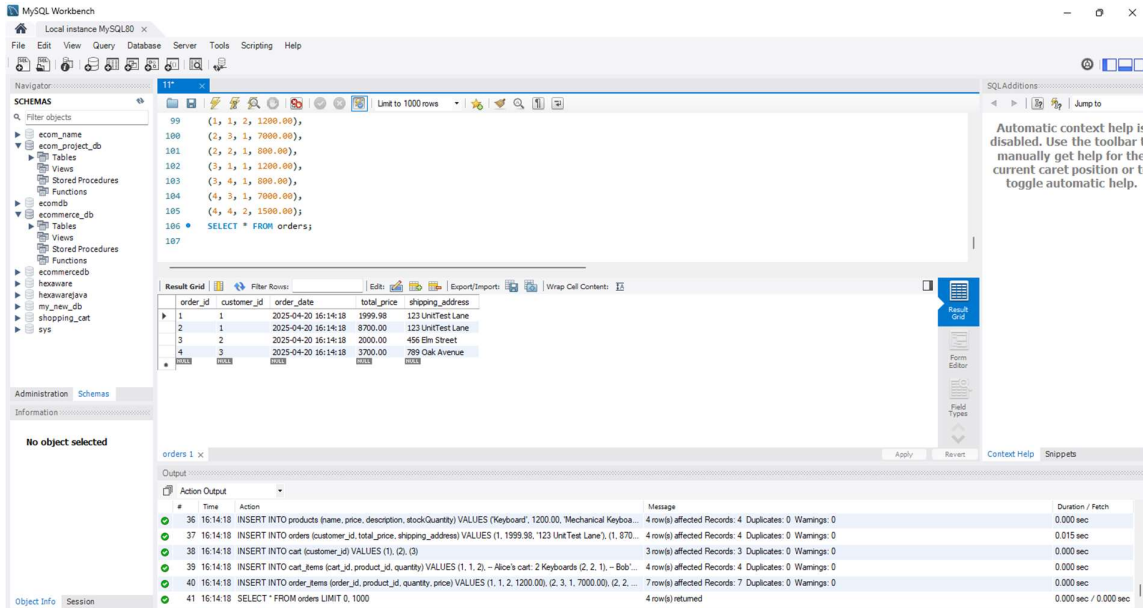 MySQL Workbench
Local instance MySQL80
File Edit View Query Database Server Tools Scripting Help
Navigator
SCHEMAS
Filter objects
ecom_name
ecom_project_db
Tables
Views
Stored Procedures
Functions
ecomdb
ecommerce_db
Tables
Views
Stored Procedures
Functions
ecommercedb
hexaware
hexawarejava
my_new_db
shopping_cart
sys
Administration Schemas
Information
No object selected
Object Info Session
11*
Limit to 1000 rows
99 (1, 1, 2, 1200.00),
100 (2, 3, 1, 7000.00),
101 (2, 2, 1, 800.00),
102 (3, 1, 1, 1200.00),
103 (3, 4, 1, 800.00),
104 (4, 3, 1, 7000.00),
105 (4, 4, 2, 1500.00);
106 SELECT * FROM orders;
107
Result Grid Filter Rows: Edit: Export/Import: Wrap Cell Content:
order_id customer_id order_date total_price shipping_address
1 1 2025-04-20 16:14:18 1999.98 123 UnitTest Lane
2 1 2025-04-20 16:14:18 8700.00 123 UnitTest Lane
3 2 2025-04-20 16:14:18 2000.00 456 Elm Street
4 3 2025-04-20 16:14:18 3700.00 789 Oak Avenue
NULL NULL NULL NULL NULL
Result Grid
Form Editor
Field Types
orders 1
Apply Revert
SQLAdditions
Jump to
Automatic context help is
disabled. Use the toolbar t
manually get help for the
current caret position or t
toggle automatic help.
Context Help Snippets
Output
Action Output
# Time Action Message Duration / Fetch
36 16:14:18 INSERT INTO products (name, price, description, stockQuantity) VALUES ('Keyboard', 1200.00, 'Mechanical Keyboa... 4 row(s) affected Records: 4 Duplicates: 0 Warnings: 0 0.000 sec
37 16:14:18 INSERT INTO orders (customer_id, total_price, shipping_address) VALUES (1, 1999.98, '123 UnitTest Lane'), (1, 870... 4 row(s) affected Records: 4 Duplicates: 0 Warnings: 0 0.015 sec
38 16:14:18 INSERT INTO cart (customer_id) VALUES (1), (2), (3) 3 row(s) affected Records: 3 Duplicates: 0 Warnings: 0 0.000 sec
39 16:14:18 INSERT INTO cart_items (cart_id, product_id, quantity) VALUES (1, 1, 2), -- Alice's cart: 2 Keyboards (2, 2, 1), -- Bob'... 4 row(s) affected Records: 4 Duplicates: 0 Warnings: 0 0.000 sec
40 16:14:18 INSERT INTO order_items (order_id, product_id, quantity, price) VALUES (1, 1, 2, 1200.00), (2, 3, 1, 7000.00), (2, 2, ... 7 row(s) affected Records: 7 Duplicates: 0 Warnings: 0 0.000 sec
41 16:14:18 SELECT * FROM orders LIMIT 0, 1000 4 row(s) returned 0.000 sec / 0.000 sec